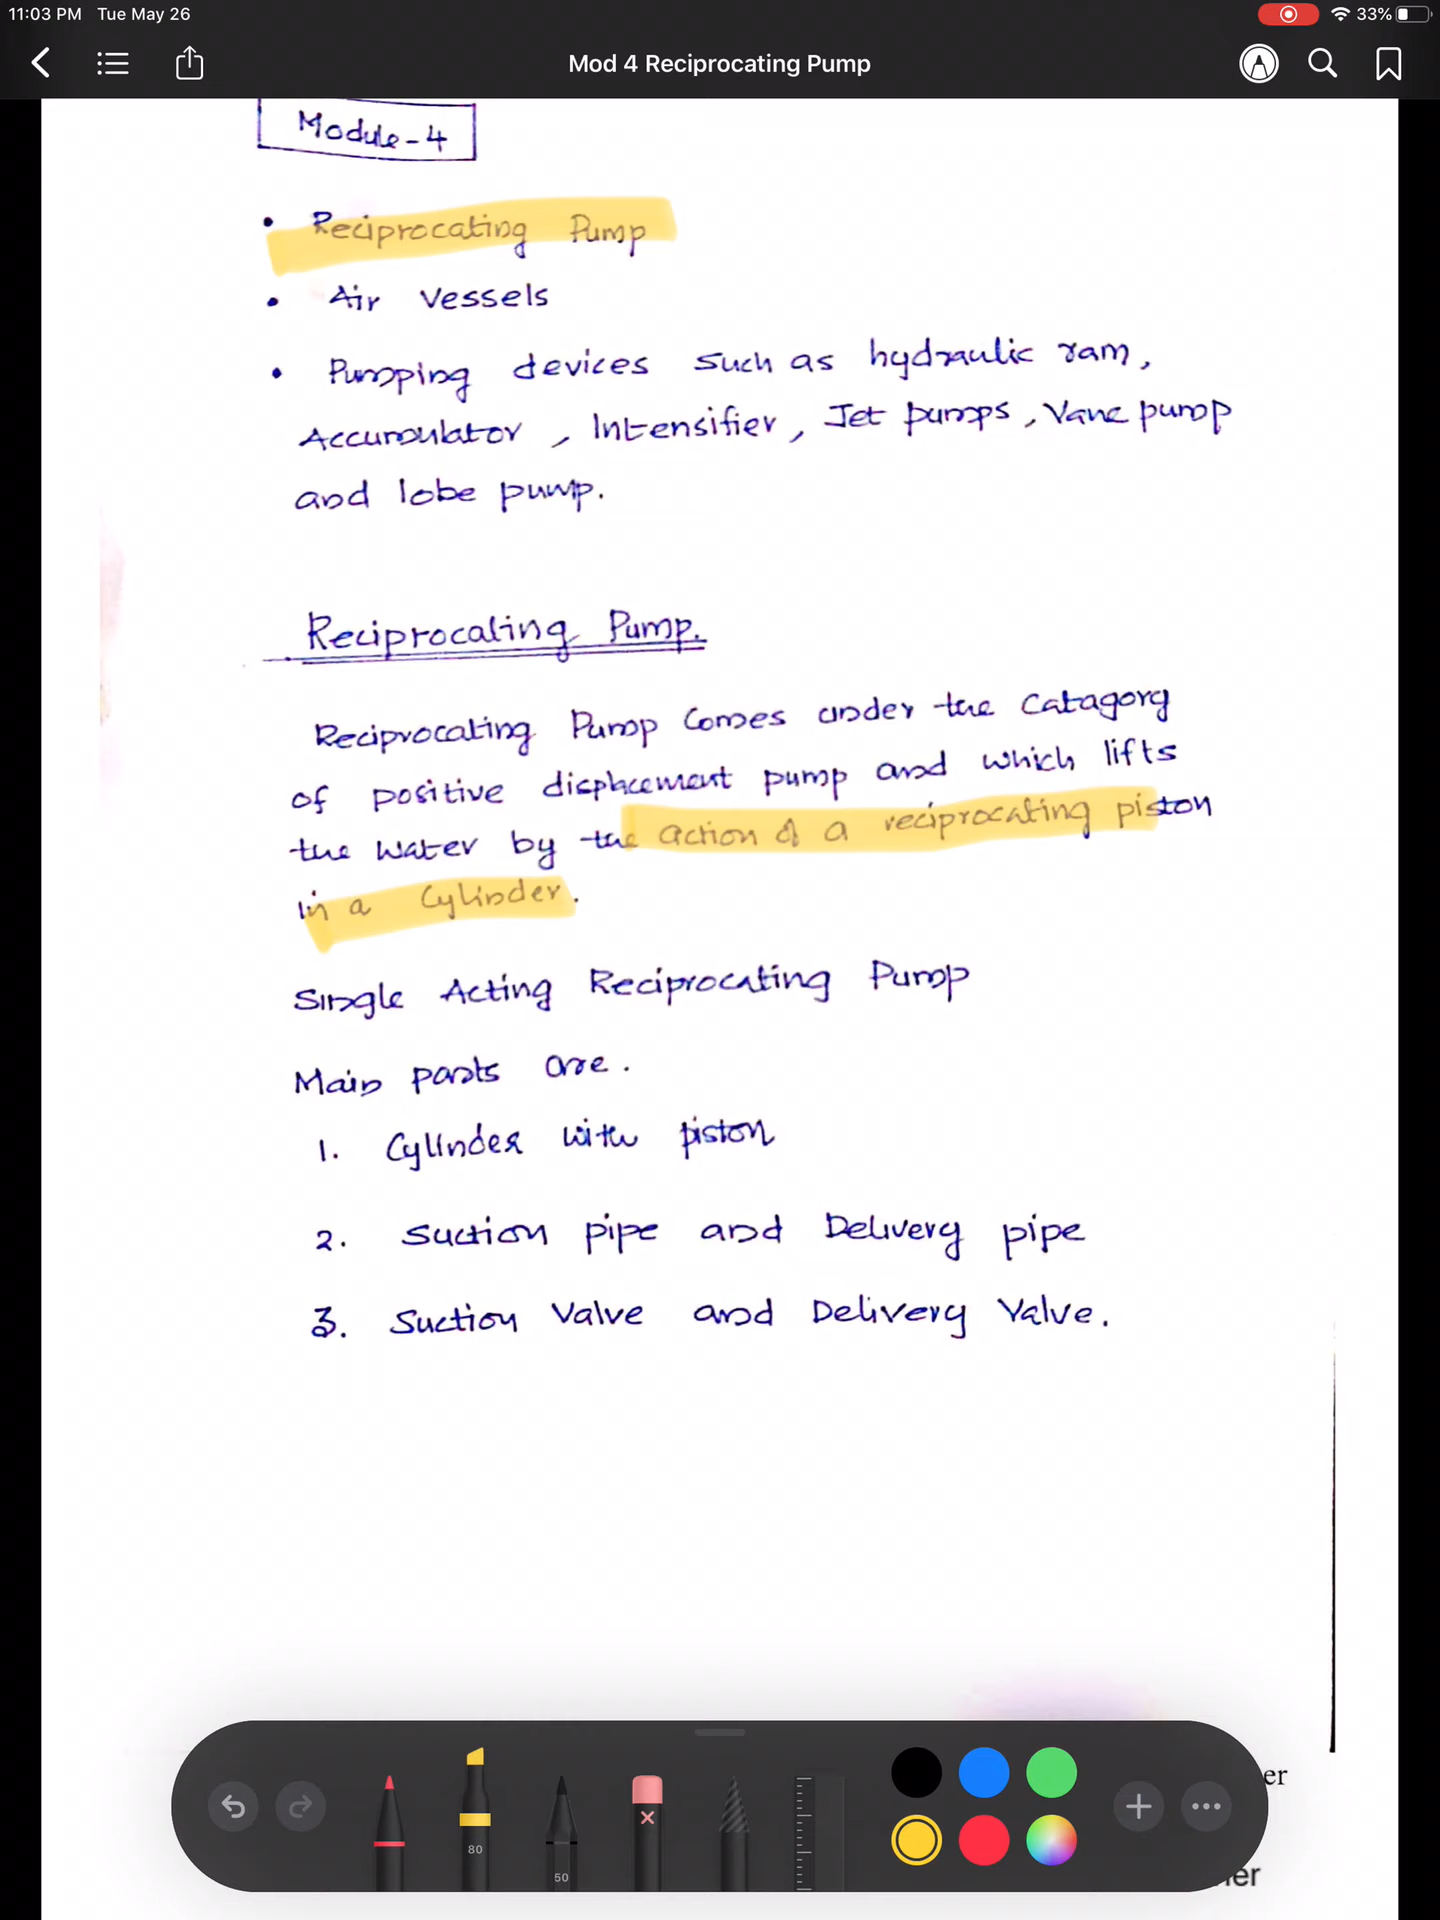 11:03 PM Tue May 26
33%
Mod 4 Reciprocating Pump
Module-4
• Reciprocating Pump
• Air Vessels
• Pumping devices such as hydraulic ram,
Accumulator, Intensifier, Jet pumps, Vane pump
and lobe pump.
Reciprocating Pump.
Reciprocating Pump Comes under the Catagory
of positive displacement pump and which lifts
the water by the action of a reciprocating piston
in a Cylinder.
Single Acting Reciprocating Pump
Main parts are.
1. Cylinder with piston
2. Suction pipe and Delivery pipe
3. Suction Valve and Delivery Valve.
er
80
50
er